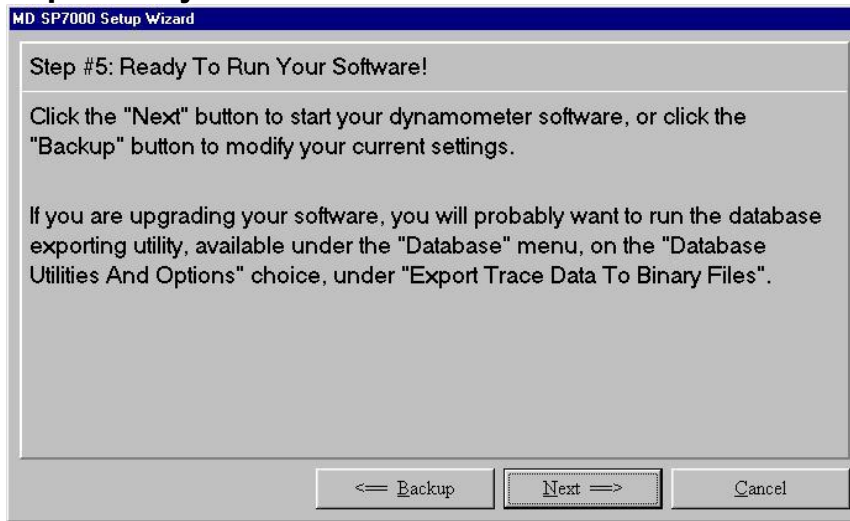 MD SP7000 Setup Wizard
Step #5: Ready To Run Your Software!
Click the "Next" button to start your dynamometer software, or click the
"Backup" button to modify your current settings.
If you are upgrading your software, you will probably want to run the database
exporting utility, available under the "Database" menu, on the "Database
Utilities And Options" choice, under "Export Trace Data To Binary Files".
<== Backup Next ==> Cancel